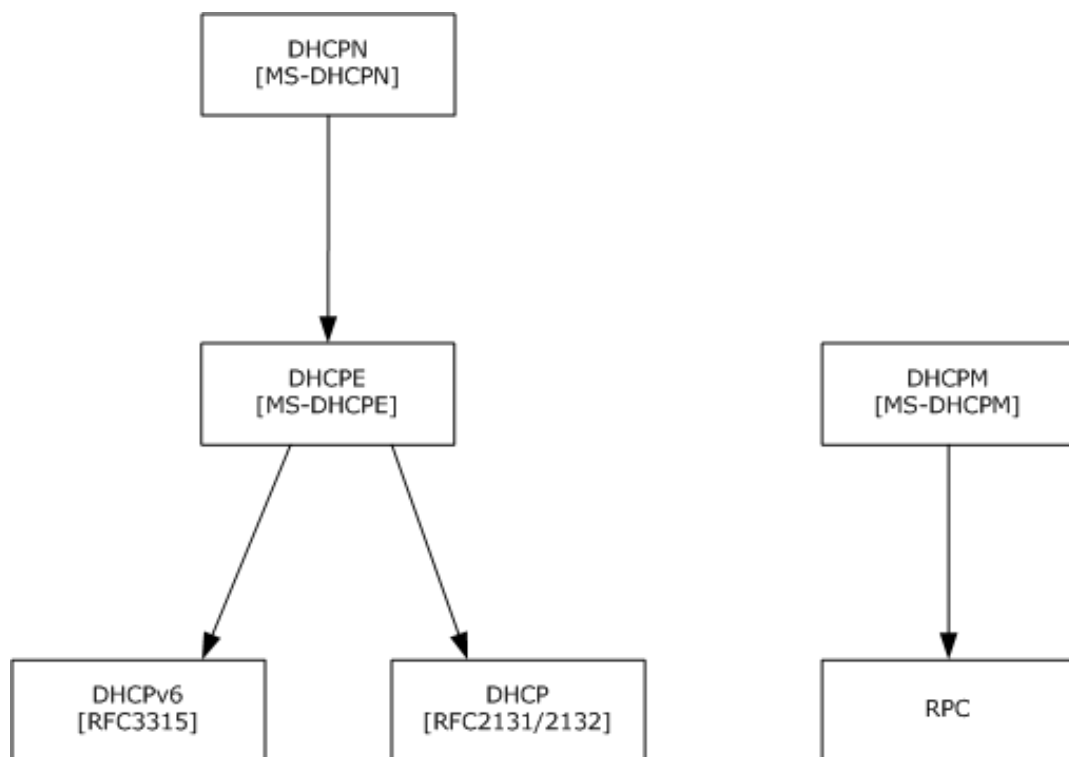 DHCPN
[MS-DHCPN]
DHCPE
[MS-DHCPE]
DHCPM
[MS-DHCPM]
DHCPv6
[RFC3315]
DHCP
[RFC2131/2132]
RPC